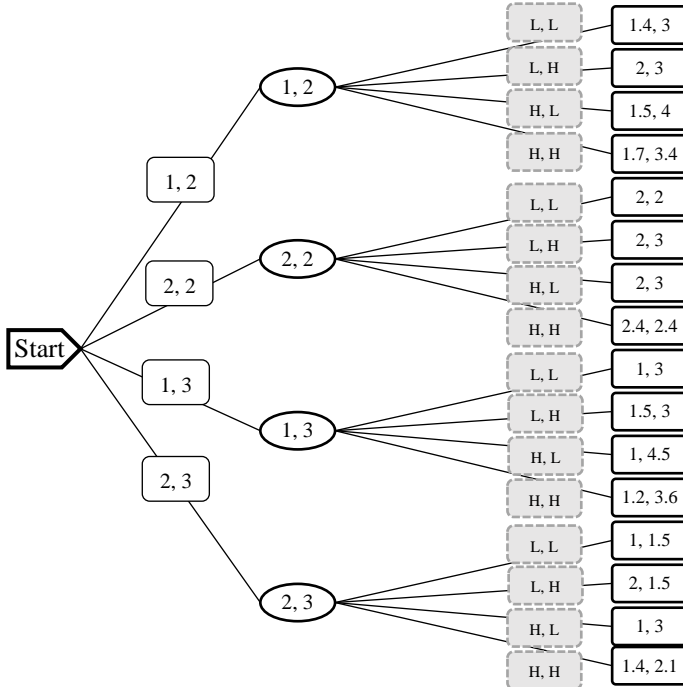 Start
1, 2
2, 2
1, 3
2, 3
1, 2
2, 2
1, 3
2, 3
L, L
1.4, 3
L, H
2, 3
H, L
1.5, 4
H, H
1.7, 3.4
L, L
2, 2
L, H
2, 3
H, L
2, 3
H, H
2.4, 2.4
L, L
1, 3
L, H
1.5, 3
H, L
1, 4.5
H, H
1.2, 3.6
L, L
1, 1.5
L, H
2, 1.5
H, L
1, 3
H, H
1.4, 2.1